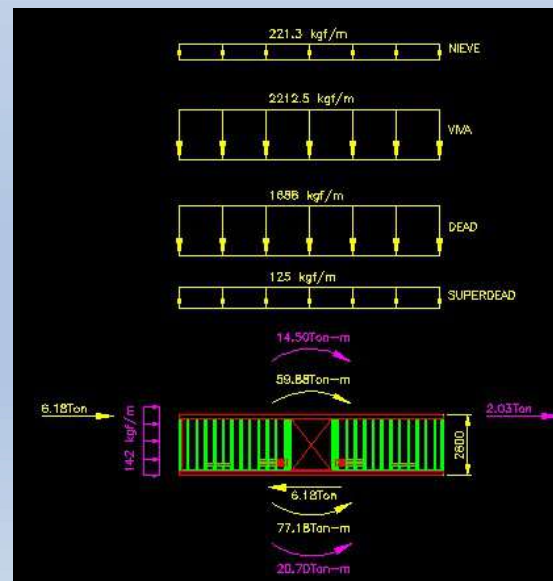 221.3 kgf/m
NIEVE
2212.5 kgf/m
VIVA
1686 kgf/m
DEAD
125 kgf/m
SUPERDEAD
14.50Ton-m
59.88Ton-m
6.18Ton
2.03Ton
142 kgf/m
2600
6.18Ton
77.18Ton-m
20.70Ton-m